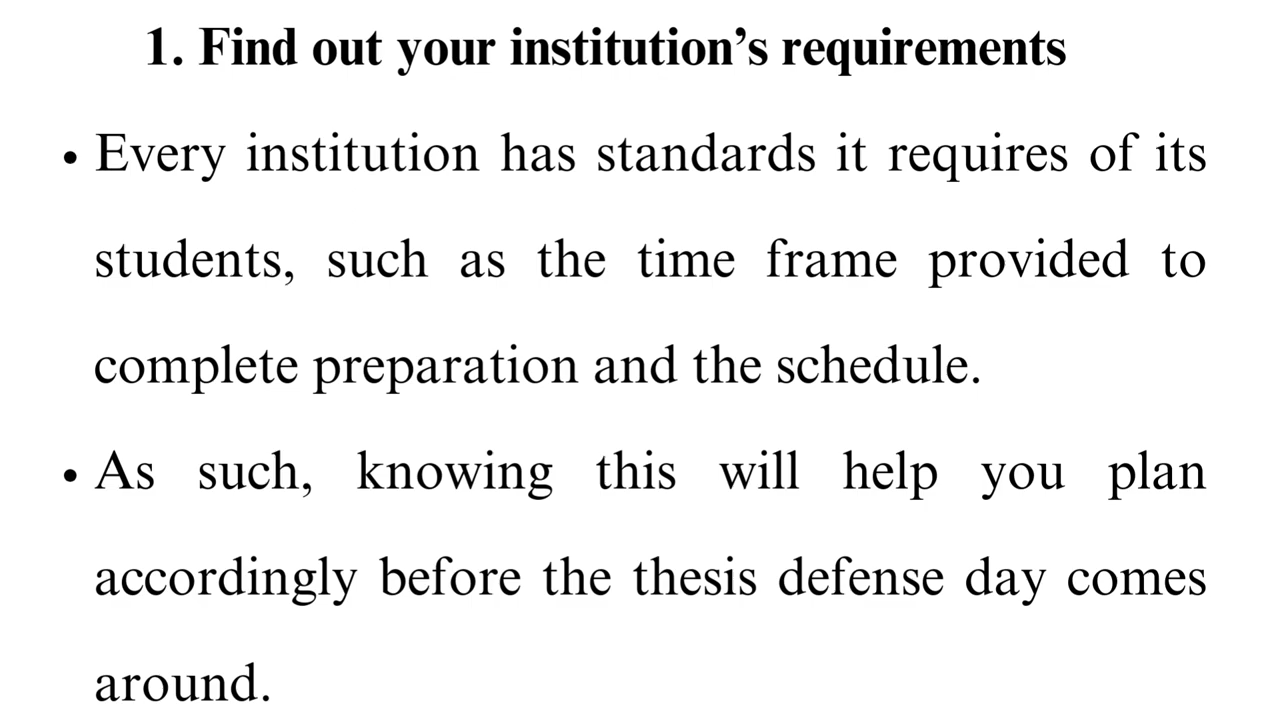 1. Find out your institution’s requirements
• Every institution has standards it requires of its
students, such as the time frame provided to
complete preparation and the schedule.
• As such, knowing this will help you plan
accordingly before the thesis defense day comes
around.